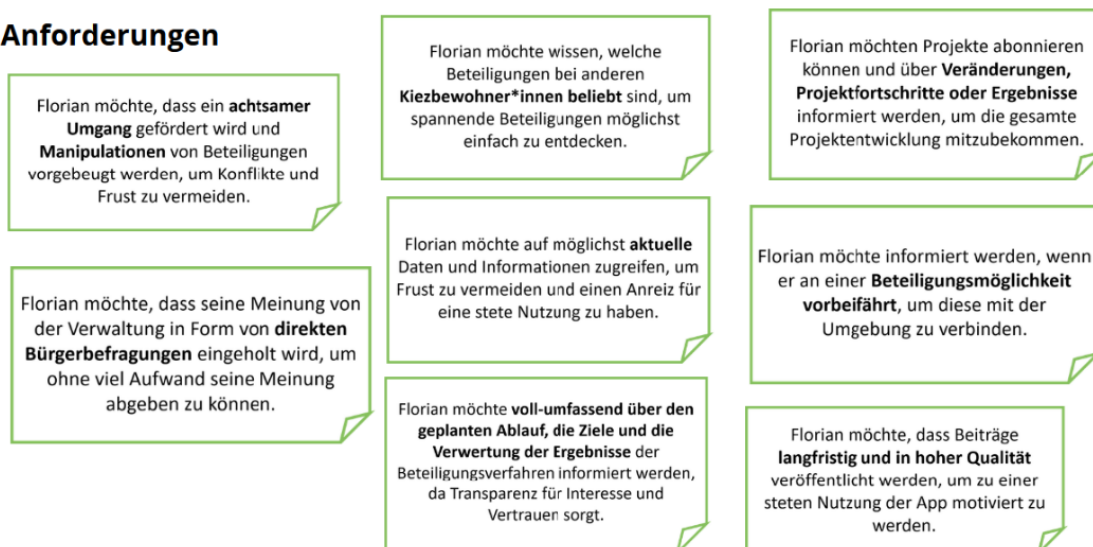 Anforderungen
Florian möchte, dass ein achtsamer
Umgang gefördert wird und
Manipulationen von Beteiligungen
vorgebeugt werden, um Konflikte und
Frust zu vermeiden.
Florian möchte, dass seine Meinung von
der Verwaltung in Form von direkten
Bürgerbefragungen eingeholt wird, um
ohne viel Aufwand seine Meinung
abgeben zu können.
Florian möchte wissen, welche
Beteiligungen bei anderen
Kiezbewohner*innen beliebt sind, um
spannende Beteiligungen möglichst
einfach zu entdecken.
Florian möchte auf möglichst aktuelle
Daten und Informationen zugreifen, um
Frust zu vermeiden und einen Anreiz für
eine stete Nutzung zu haben.
Florian möchte voll-umfassend über den
geplanten Ablauf, die Ziele und die
Verwertung der Ergebnisse der
Beteiligungsverfahren informiert werden,
da Transparenz für Interesse und
Vertrauen sorgt.
Florian möchten Projekte abonnieren
können und über Veränderungen,
Projektfortschritte oder Ergebnisse
informiert werden, um die gesamte
Projektentwicklung mitzubekommen.
Florian möchte informiert werden, wenn
er an einer Beteiligungsmöglichkeit
vorbeifährt, um diese mit der
Umgebung zu verbinden.
Florian möchte, dass Beiträge
langfristig und in hoher Qualität
veröffentlicht werden, um zu einer
steten Nutzung der App motiviert zu
werden.